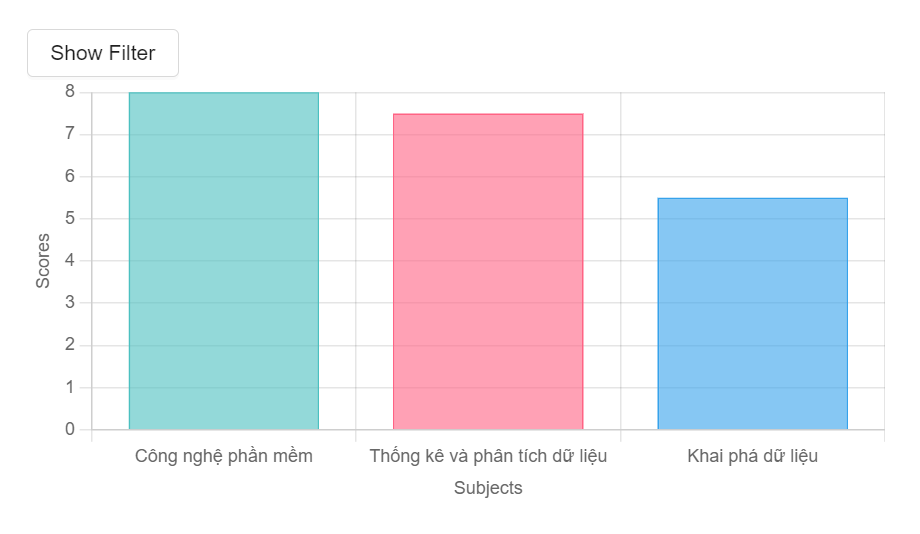 Show Filter
8
7
6
5
4
3
2
1
0
Scores
Công nghệ phần mềm
Thống kê và phân tích dữ liệu
Khai phá dữ liệu
Subjects